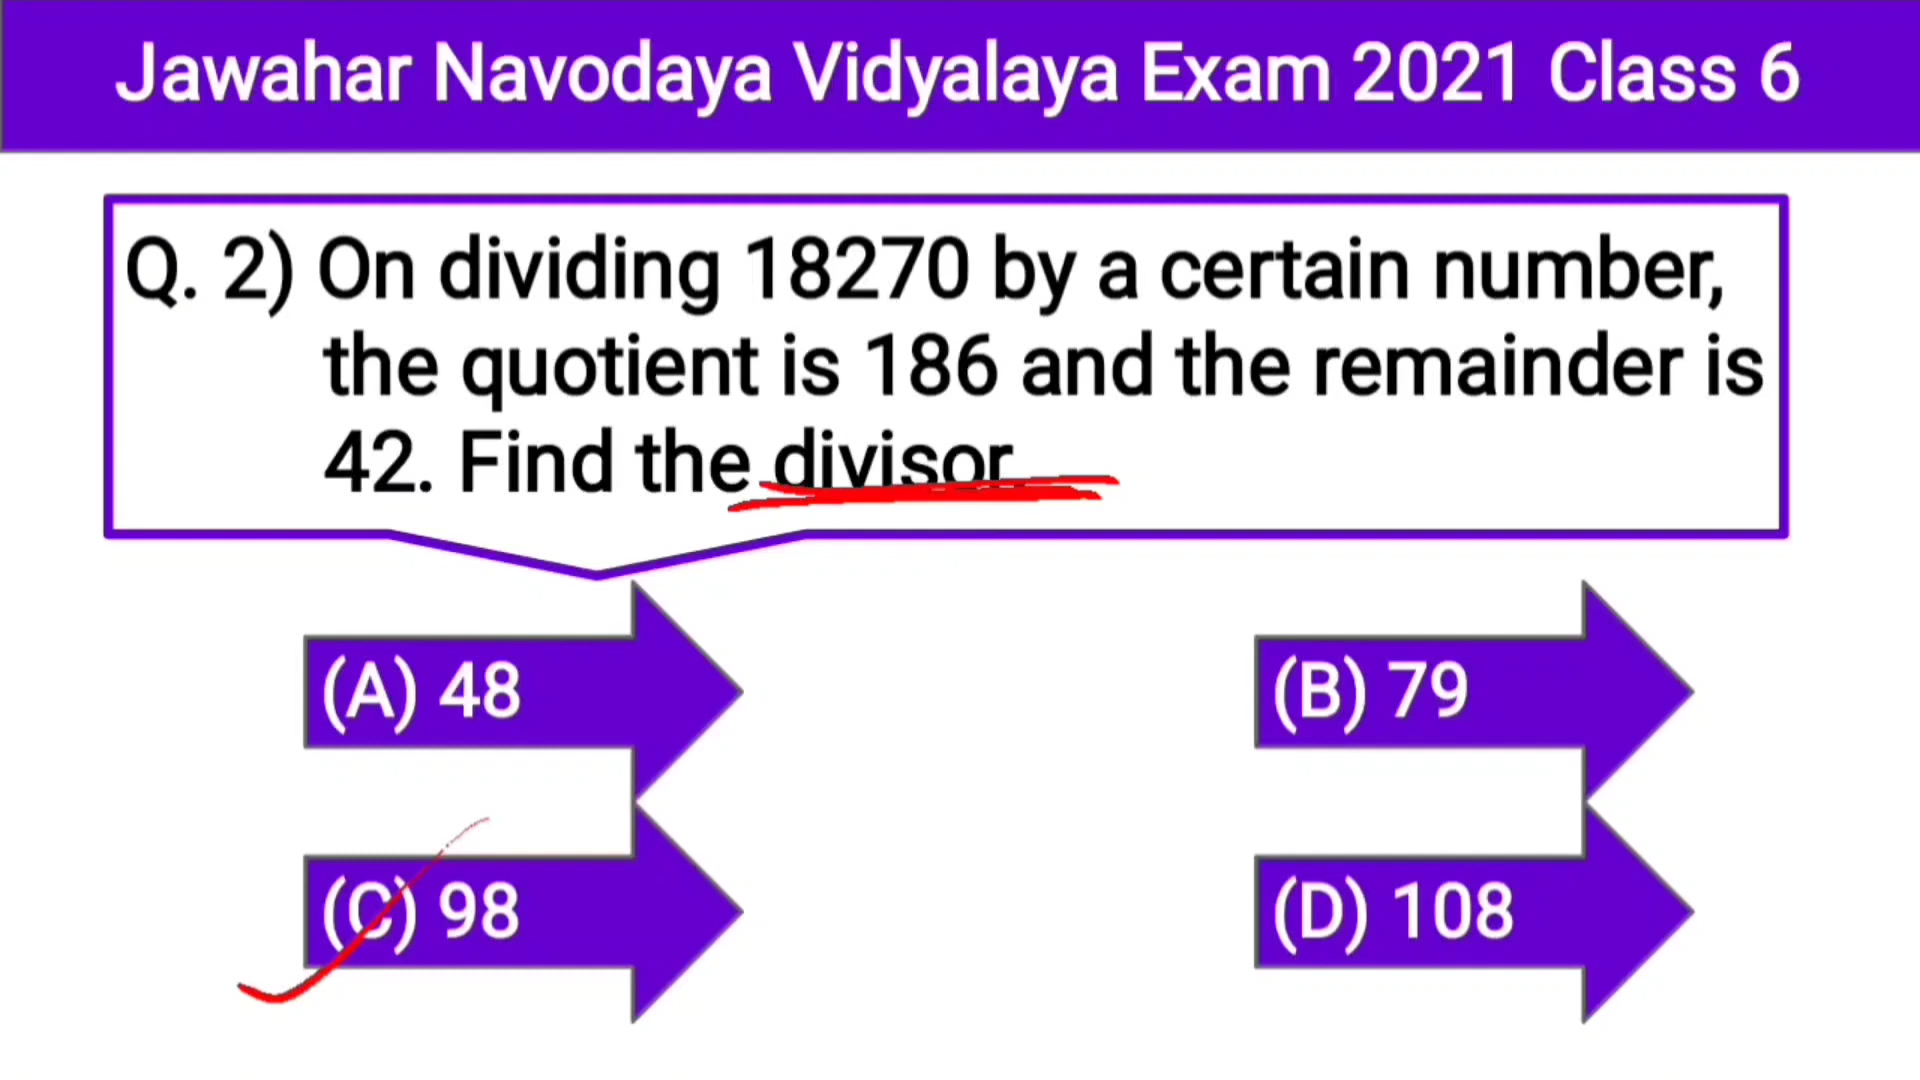 Jawahar Navodaya Vidyalaya Exam 2021 Class 6
Q. 2) On dividing 18270 by a certain number,
the quotient is 186 and the remainder is
42. Find the divisor
(A) 48
(B) 79
(C) 98
(D) 108